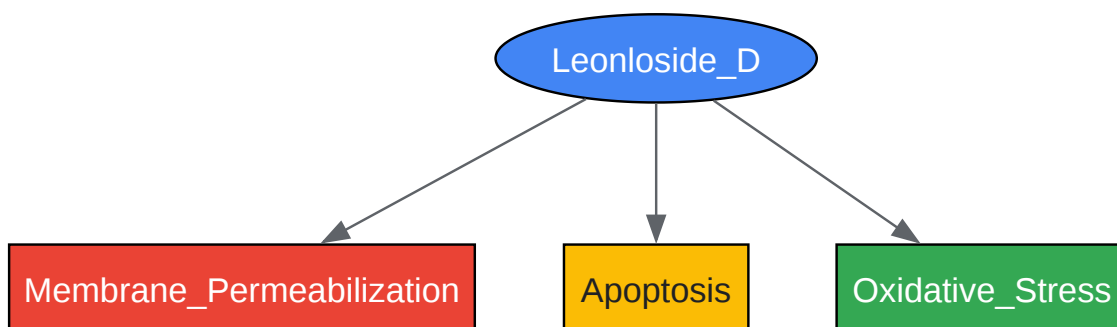 Leonloside_D
Membrane_Permeabilization
Apoptosis
Oxidative_Stress